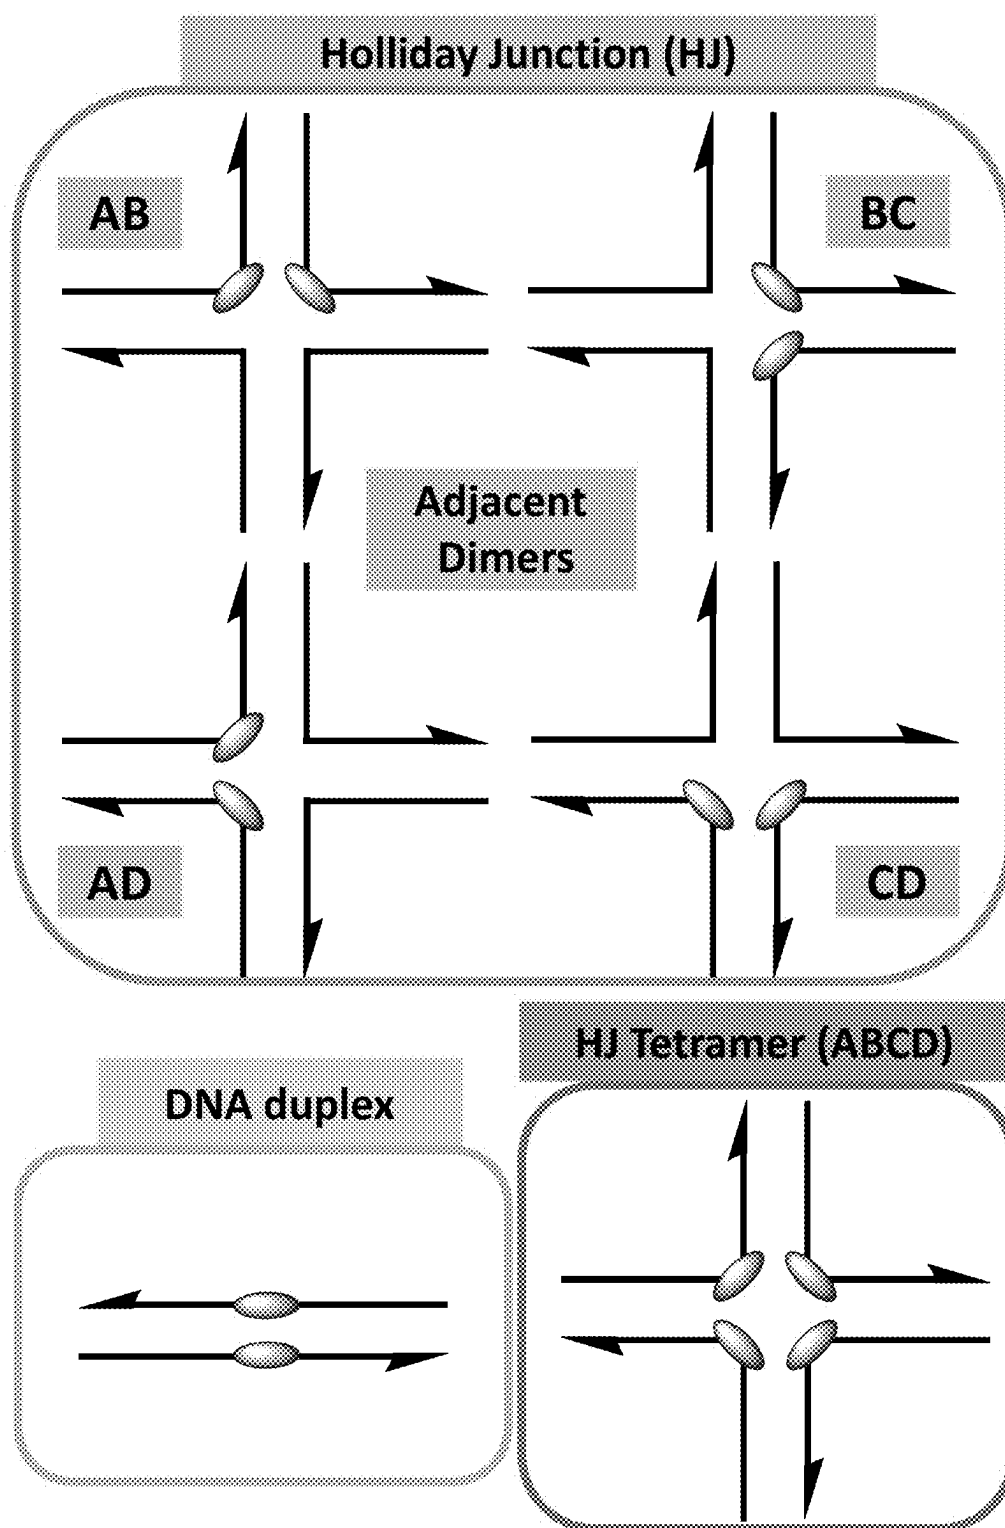 Holliday Junction (HJ)
AB
BC
Adjacent
Dimers
AD
CD
HJ Tetramer (ABCD)
DNA duplex